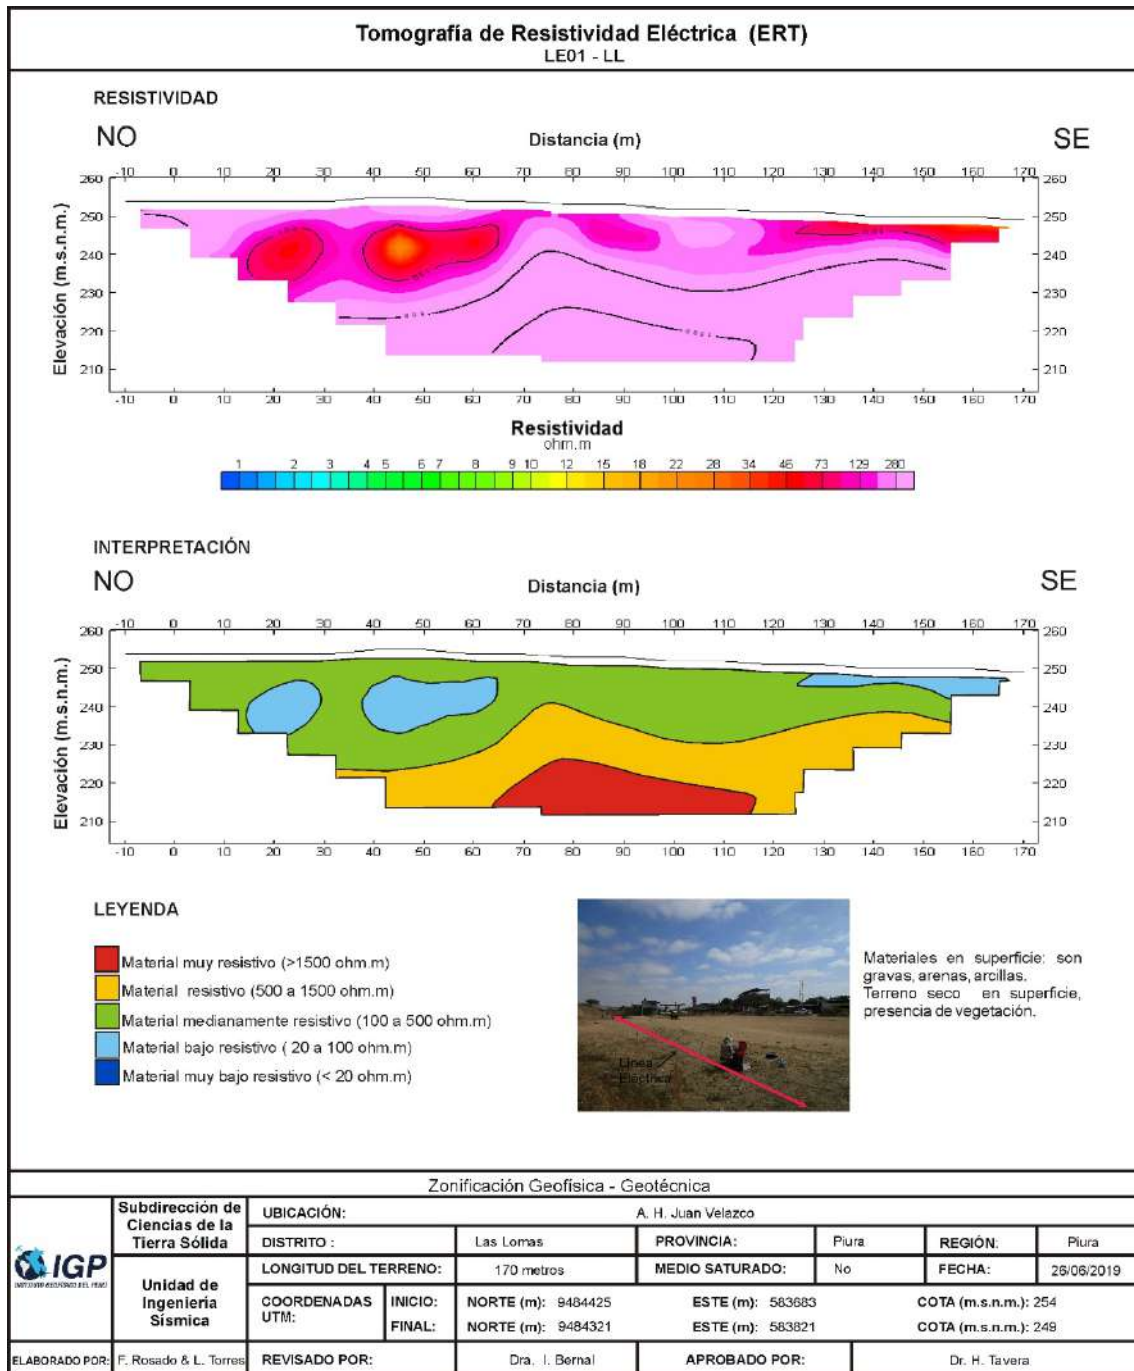 Tomografía de Resistividad Eléctrica (ERT)
LE01 - LL
RESISTIVIDAD
NO
Distancia (m)
SE
-10 0 10 20 30 40 50 60 70 80 90 100 110 120 130 140 150 160 170
Elevación (m.s.n.m.)
260 260
250 250
240 240
230 230
220 220
210 210
-10 0 10 20 30 40 50 60 70 80 90 100 110 120 130 140 150 160 170
Resistividad
ohm.m
1 2 3 4 5 6 7 8 9 10 12 15 18 22 28 34 46 73 129 280
INTERPRETACIÓN
NO
Distancia (m)
SE
-10 0 10 20 30 40 50 60 70 80 90 100 110 120 130 140 150 160 170
Elevación (m.s.n.m.)
260 260
250 250
240 240
230 230
220 220
210 210
-10 0 10 20 30 40 50 60 70 80 90 100 110 120 130 140 150 160 170
LEYENDA
Material muy resistivo (>1500 ohm.m)
Material resistivo (500 a 1500 ohm.m)
Material medianamente resistivo (100 a 500 ohm.m)
Material bajo resistivo ( 20 a 100 ohm.m)
Material muy bajo resistivo (< 20 ohm.m)
Línea
Eléctrica
Materiales en superficie: son
gravas, arenas, arcillas.
Terreno seco en superficie,
presencia de vegetación.
Zonificación Geofísica - Geotécnica
IGP
INSTITUTO GEOFÍSICO DEL PERÚ
Subdirección de
Ciencias de la
Tierra Sólida
Unidad de
Ingeniería
Sísmica
UBICACIÓN: A. H. Juan Velazco
DISTRITO : Las Lomas PROVINCIA: Piura REGIÓN: Piura
LONGITUD DEL TERRENO: 170 metros MEDIO SATURADO: No FECHA: 26/06/2019
COORDENADAS
UTM:
INICIO: NORTE (m): 9484425 ESTE (m): 583683 COTA (m.s.n.m.): 254
FINAL: NORTE (m): 9484321 ESTE (m): 583821 COTA (m.s.n.m.): 249
ELABORADO POR: F. Rosado & L. Torres REVISADO POR: Dra. I. Bernal APROBADO POR: Dr. H. Tavera